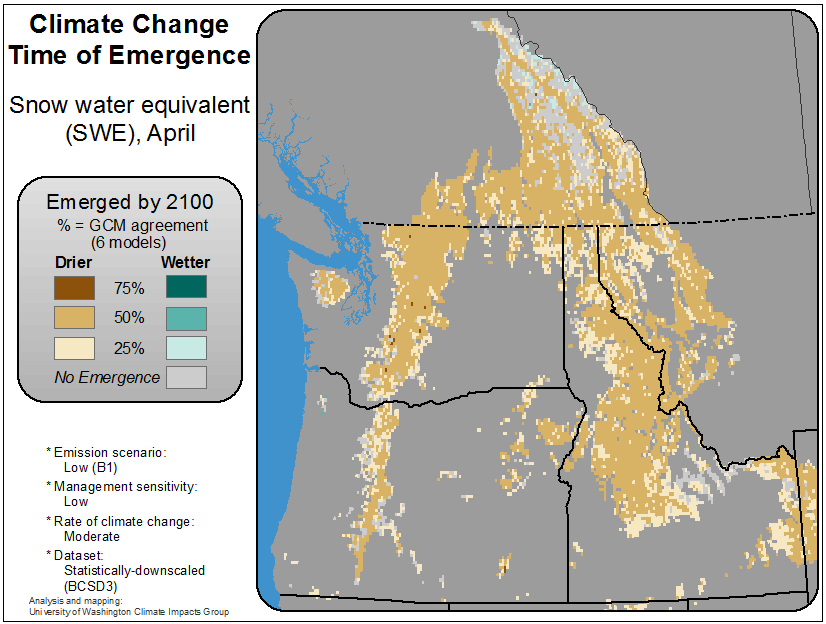 Climate Change
Time of Emergence
Snow water equivalent
(SWE), April
Emerged by 2100
% = GCM agreement
(6 models)
Drier Wetter
75%
50%
25%
No Emergence
* Emission scenario:
Low (B1)
* Management sensitivity:
Low
* Rate of climate change:
Moderate
* Dataset:
Statistically-downscaled
(BCSD3)
Analysis and mapping:
University of Washington Climate Impacts Group